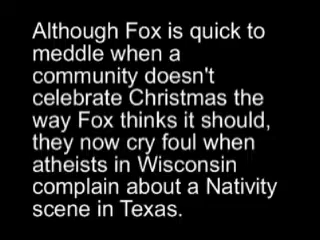 Although Fox is quick to
meddle when a
community doesn't
celebrate Christmas the
way Fox thinks it should,
they now cry foul when
atheists in Wisconsin
complain about a Nativity
scene in Texas.